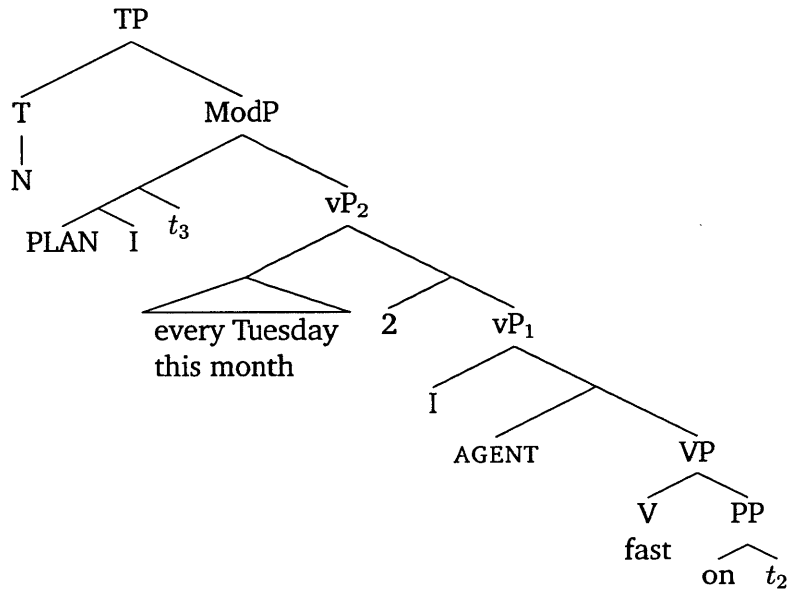 TP
T ModP
N
PLAN I t₃ vP₂
every Tuesday 2 vP₁
this month
I
AGENT VP
V PP
fast
on t₂